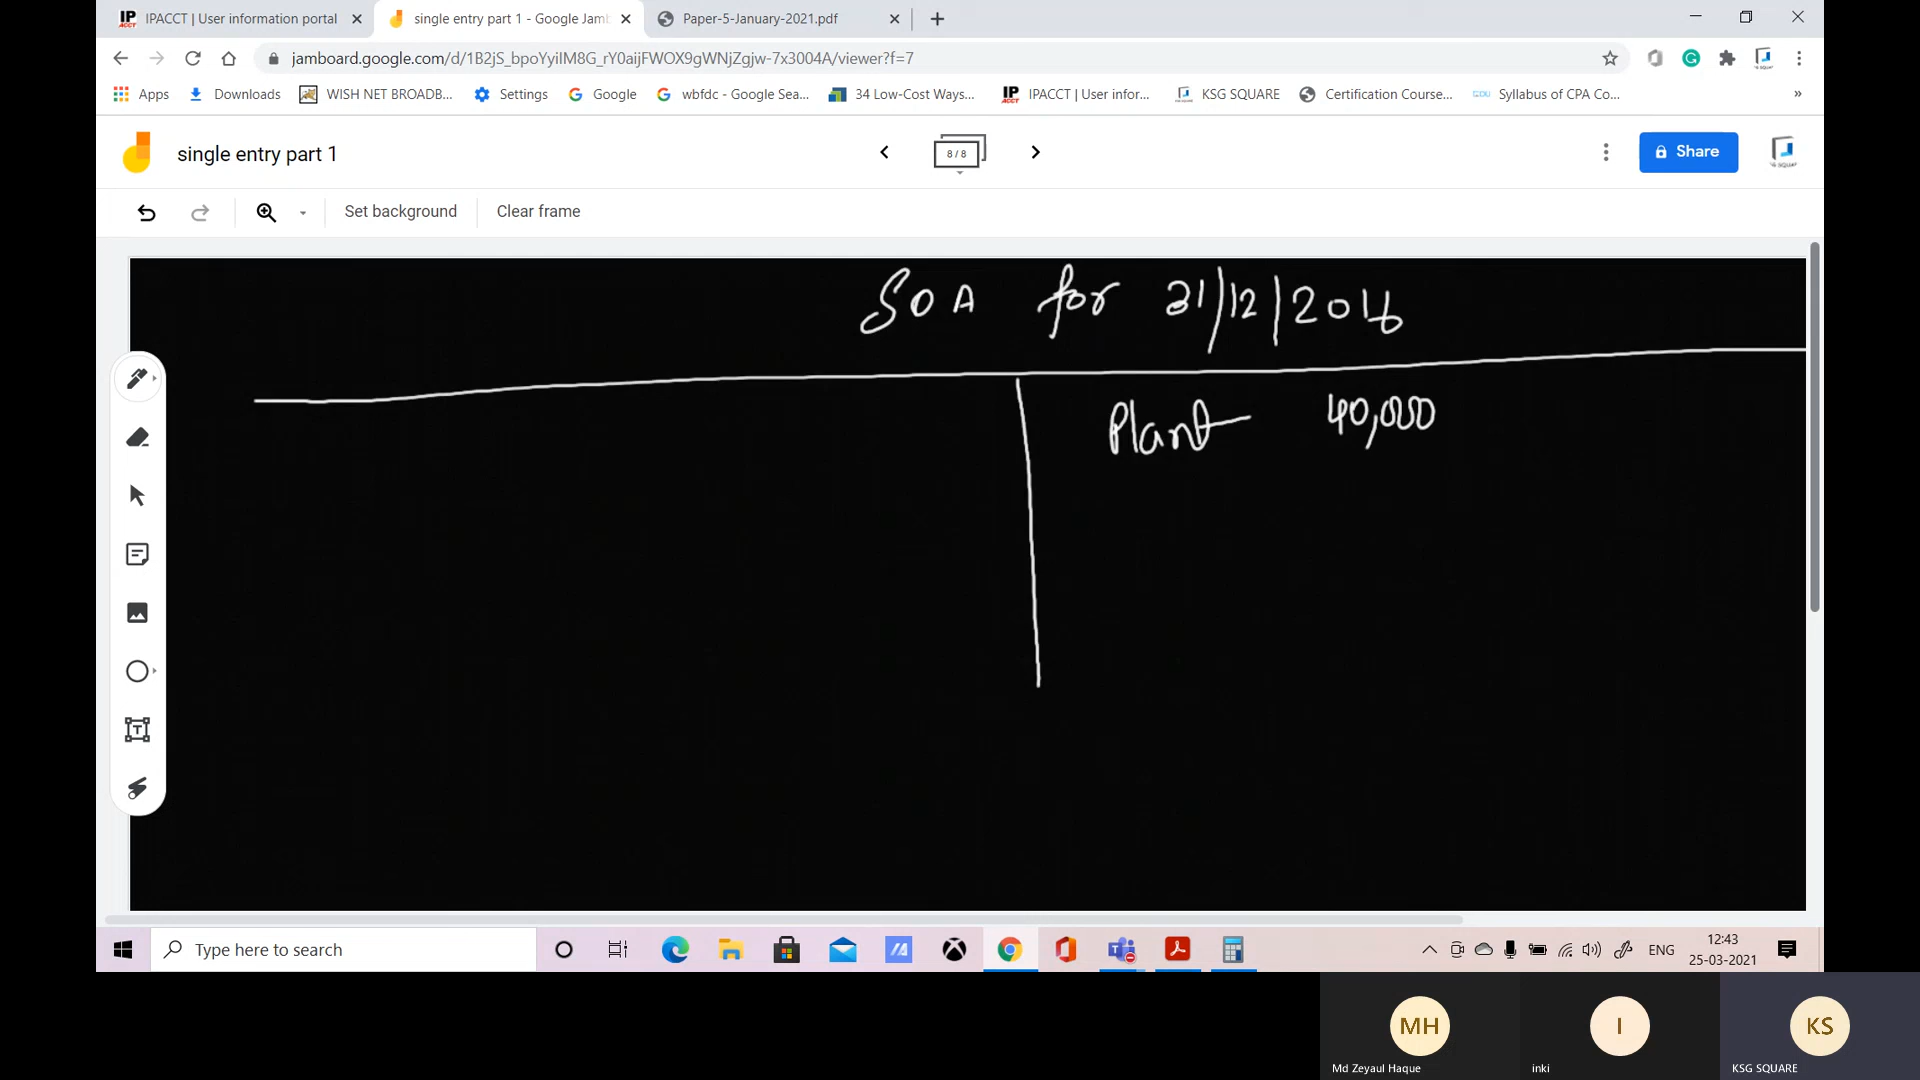 IPACCT | User information portal
single entry part 1 - Google Jamb
Paper-5-January-2021.pdf
jamboard.google.com/d/1B2jS_bpoYyiIM8G_rY0aijFWOX9gWNjZgjw-7x3004A/viewer?f=7
Apps
Downloads
WISH NET BROADB...
Settings
Google
wbfdc - Google Sea...
34 Low-Cost Ways...
IPACCT | User infor...
KSG SQUARE
Certification Course...
Syllabus of CPA Co...
»
single entry part 1
8 / 8
Share
Set background
Clear frame
SOA for 31/12/2016
Plant 40,000
Type here to search
ENG
12:43
25-03-2021
MH
I
KS
Md Zeyaul Haque
inki
KSG SQUARE